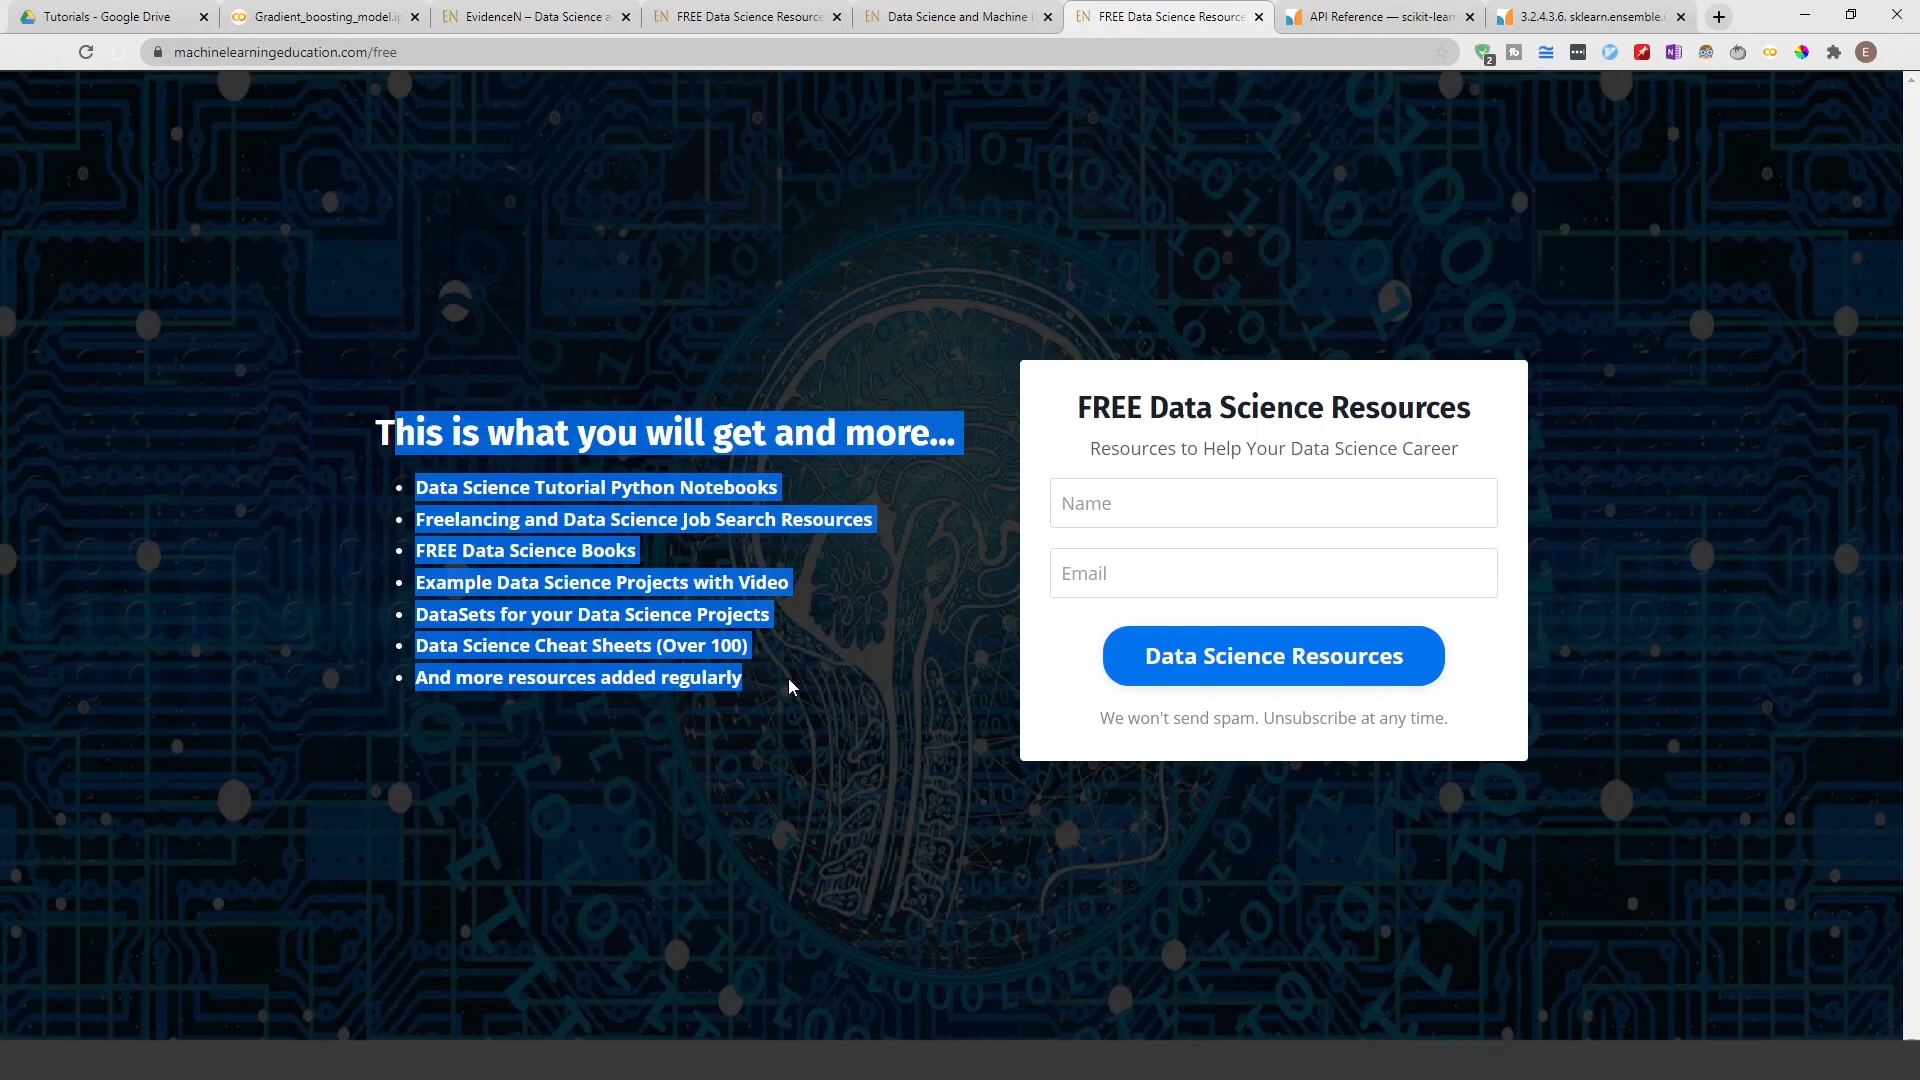 Tutorials - Google Drive
Gradient_boosting_model.i
EvidenceN – Data Science a
FREE Data Science Resource
Data Science and Machine
FREE Data Science Resource
API Reference — scikit-lear
3.2.4.3.6. sklearn.ensemble.
machinelearningeducation.com/free
2
E
This is what you will get and more...
• Data Science Tutorial Python Notebooks
• Freelancing and Data Science Job Search Resources
• FREE Data Science Books
• Example Data Science Projects with Video
• DataSets for your Data Science Projects
• Data Science Cheat Sheets (Over 100)
• And more resources added regularly
FREE Data Science Resources
Resources to Help Your Data Science Career
Name
Email
Data Science Resources
We won't send spam. Unsubscribe at any time.